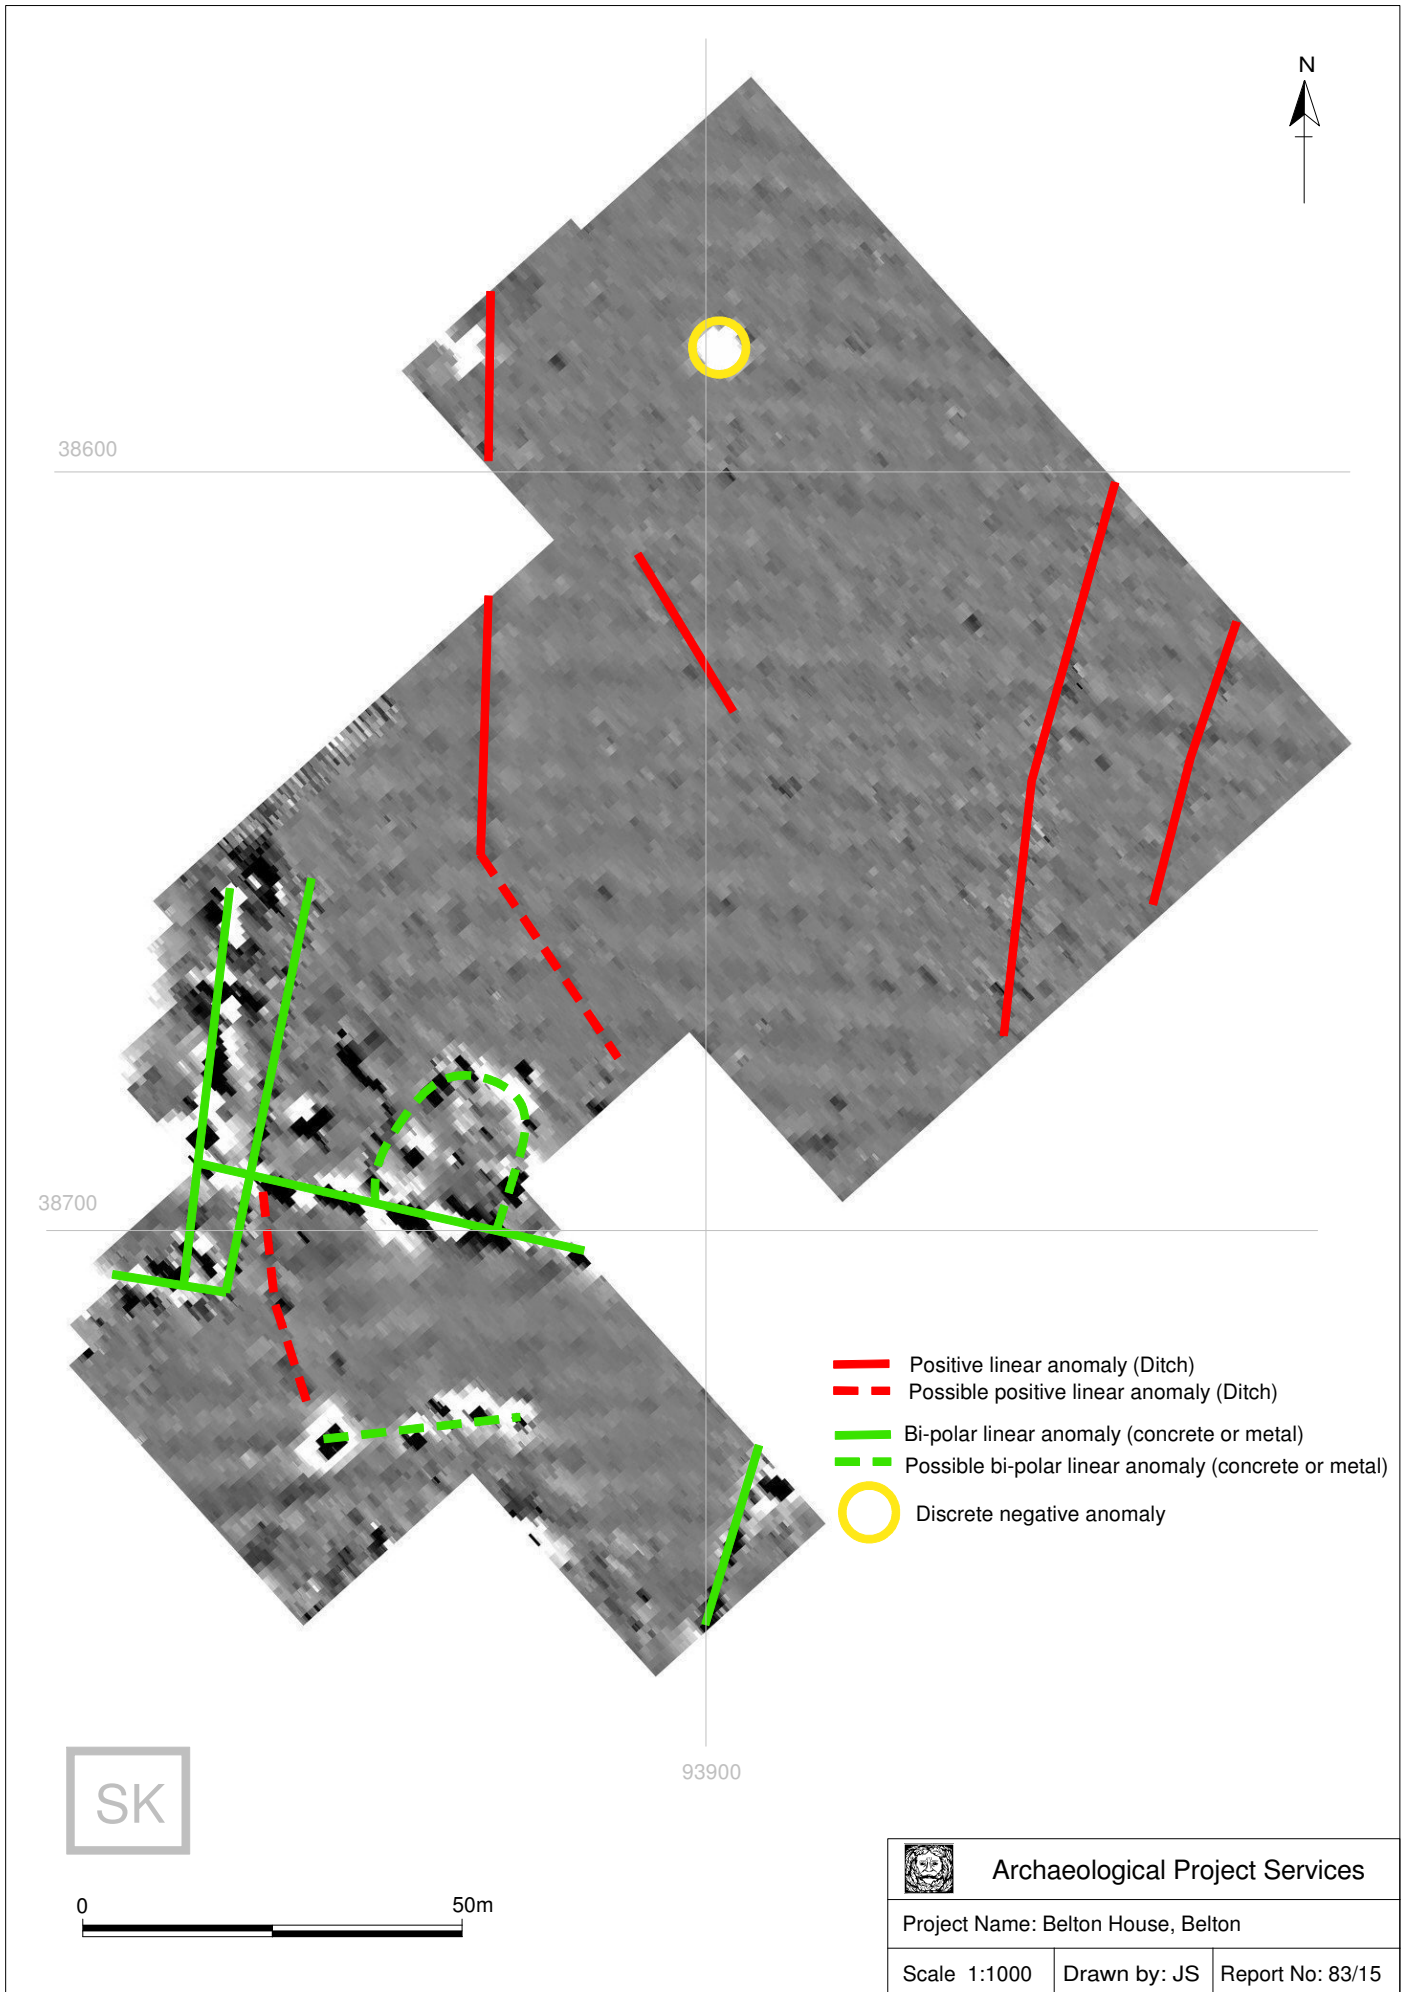 N
38600
38700
Positive linear anomaly (Ditch)
Possible positive linear anomaly (Ditch)
Bi-polar linear anomaly (concrete or metal)
Possible bi-polar linear anomaly (concrete or metal)
Discrete negative anomaly
93900
SK
0 50m
Archaeological Project Services
Project Name: Belton House, Belton
Scale 1:1000 Drawn by: JS Report No: 83/15